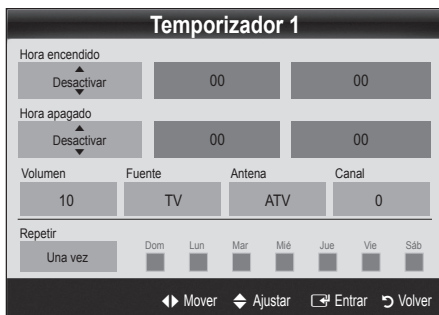 Temporizador 1
Hora encendido
Desactivar 00 00
Hora apagado
Desactivar 00 00
Volumen Fuente Antena Canal
10 TV ATV 0
Repetir
Una vez
Dom Lun Mar Mié Jue Vie Sáb
Mover Ajustar Entrar Volver